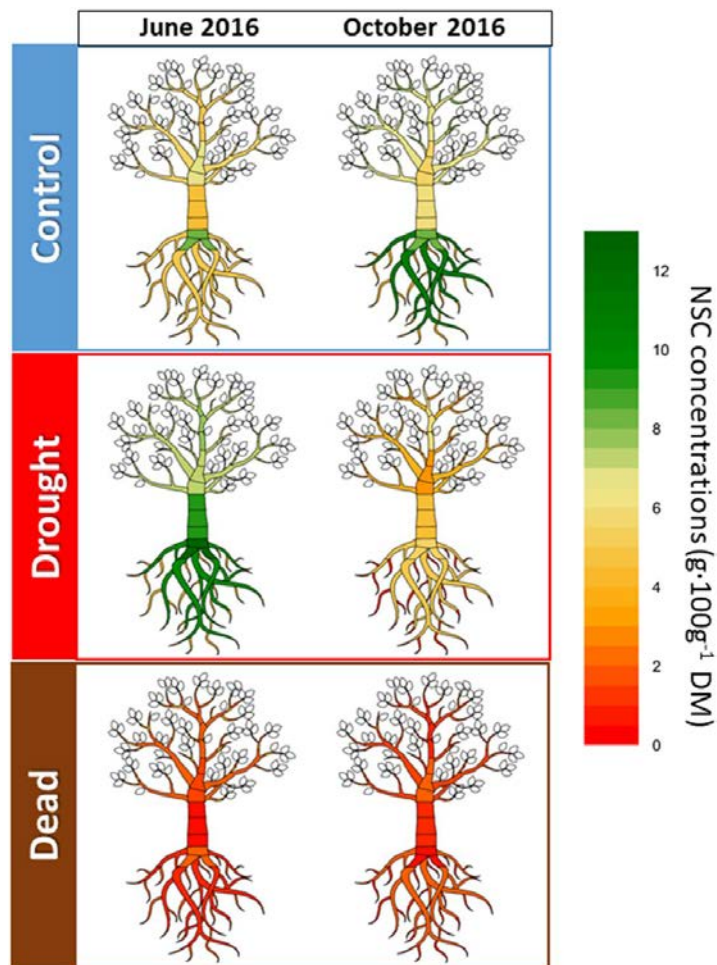 June 2016 October 2016
Control
Drought
Dead
12
10
8
6
4
2
0
NSC concentrations (g·100g⁻¹ DM)